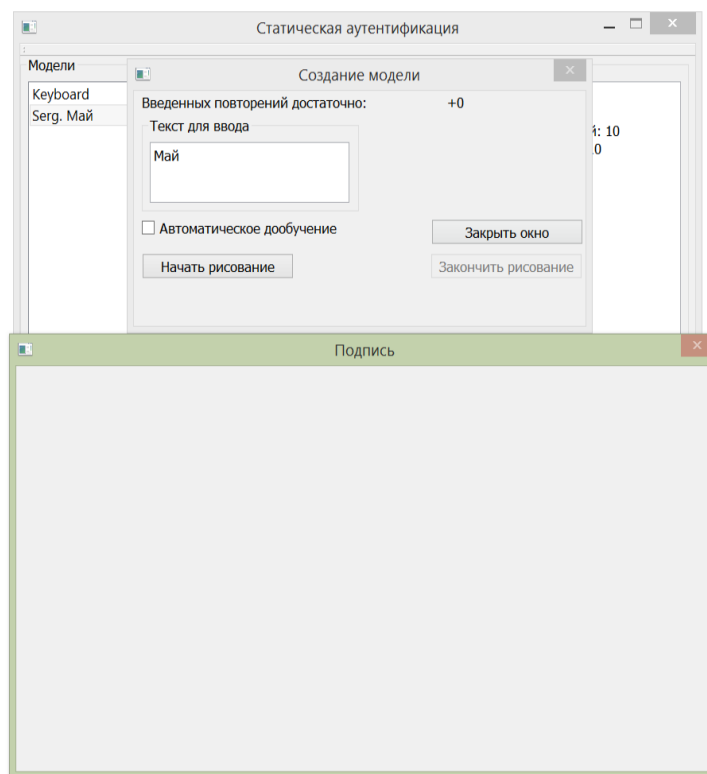 Статическая аутентификация
Модели
Создание модели
Keyboard
Serg. Май
Введенных повторений достаточно: +0
Текст для ввода
Май
й: 10
10
Автоматическое дообучение
Закрыть окно
Начать рисование
Закончить рисование
Подпись